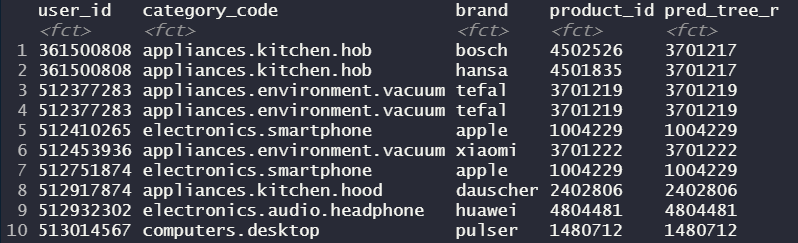 user_id category_code brand product_id pred_tree_r
<fct> <fct> <fct> <fct> <fct>
1 361500808 appliances.kitchen.hob bosch 4502526 3701217
2 361500808 appliances.kitchen.hob hansa 4501835 3701217
3 512377283 appliances.environment.vacuum tefal 3701219 3701219
4 512377283 appliances.environment.vacuum tefal 3701219 3701219
5 512410265 electronics.smartphone apple 1004229 1004229
6 512453936 appliances.environment.vacuum xiaomi 3701222 3701222
7 512751874 electronics.smartphone apple 1004229 1004229
8 512917874 appliances.kitchen.hood dauscher 2402806 2402806
9 512932302 electronics.audio.headphone huawei 4804481 4804481
10 513014567 computers.desktop pulser 1480712 1480712